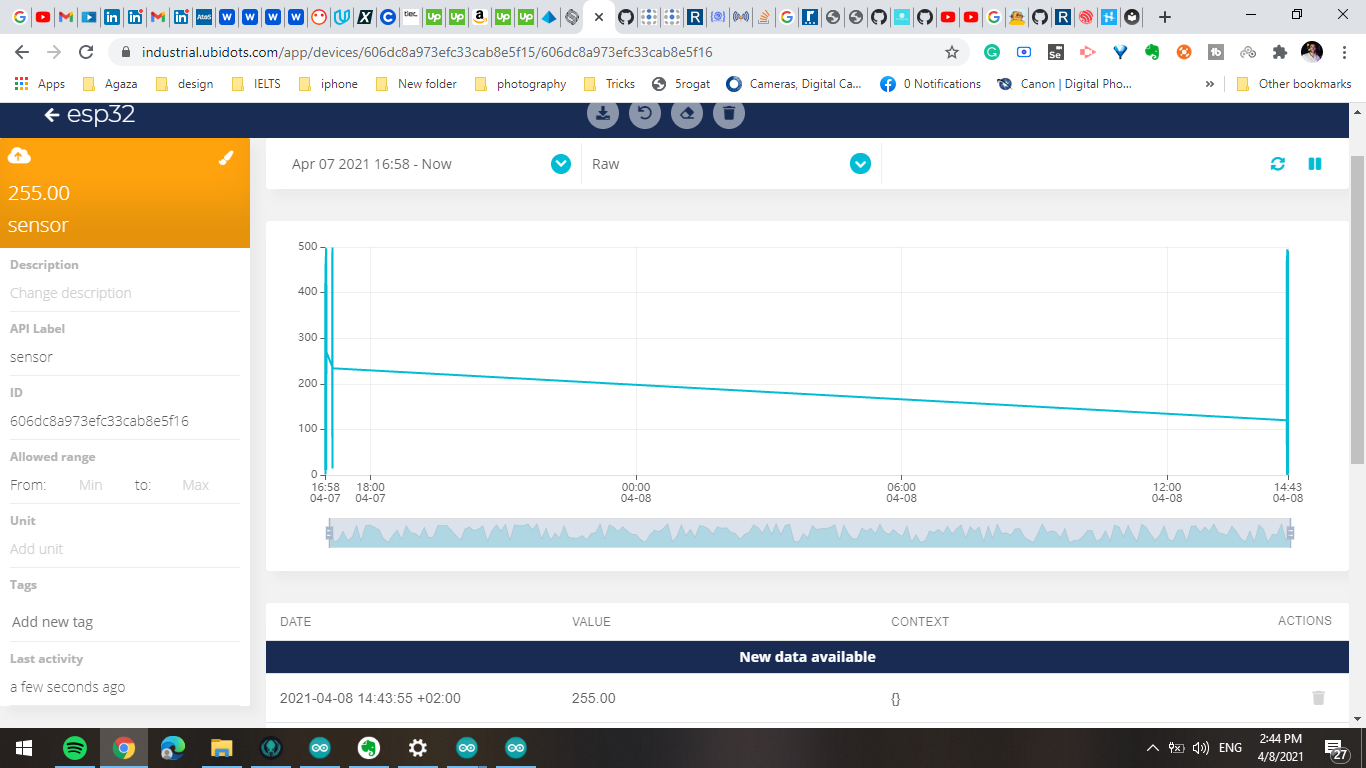 industrial.ubidots.com/app/devices/606dc8a973efc33cab8e5f15/606dc8a973efc33cab8e5f16
Apps Agaza design IELTS iphone New folder photography Tricks 5rogat Cameras, Digital Ca... 0 Notifications Canon | Digital Pho... » Other bookmarks
esp32
255.00
sensor
Description
Change description
API Label
sensor
ID
606dc8a973efc33cab8e5f16
Allowed range
From: Min to: Max
Unit
Add unit
Tags
Add new tag
Last activity
a few seconds ago
Apr 07 2021 16:58 - Now Raw
500
400
300
200
100
0
16:58 18:00 00:00 06:00 12:00 14:43
04-07 04-07 04-08 04-08 04-08 04-08
DATE VALUE CONTEXT ACTIONS
New data available
2021-04-08 14:43:55 +02:00 255.00 {}
ENG
2:44 PM
4/8/2021
27